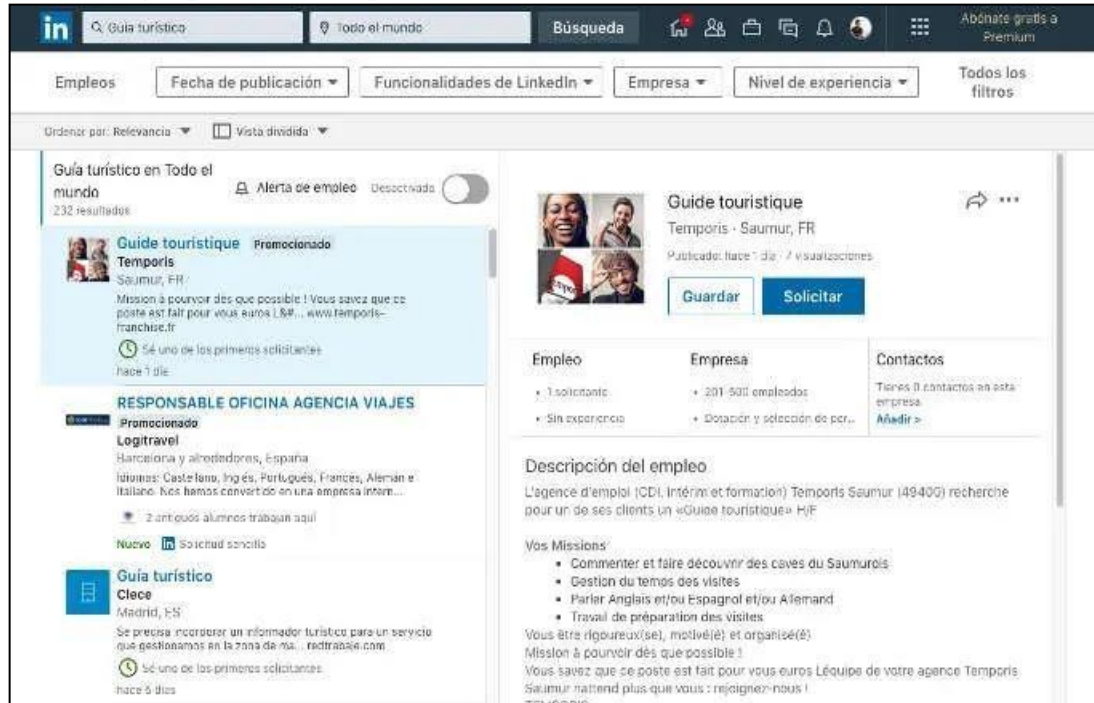 in
Guía turístico
Todo el mundo
Búsqueda
Abónate gratis a
Premium
Empleos
Fecha de publicación
Funcionalidades de LinkedIn
Empresa
Nivel de experiencia
Todos los
filtros
Ordenar por: Relevancia
Vista dividida
Guía turístico en Todo el
mundo
232 resultados
Alerta de empleo
Desactivada
Guide touristique Promocionado
Temporis
Saumur, FR
Mission à pourvoir dès que possible ! Vous savez que ce
poste est fait pour vous euros L&#... www.temporis-
franchise.fr
Sé uno de los primeros solicitantes
hace 1 día
RESPONSABLE OFICINA AGENCIA VIAJES
Promocionado
Logitravel
Barcelona y alrededores, España
Idiomas: Castellano, Inglés, Portugués, Francés, Alemán e
Italiano. Nos hemos convertido en una empresa intern...
2 antiguos alumnos trabajan aquí
Nuevo in Solicitud sencilla
Guía turístico
Clece
Madrid, ES
Se precisa incorporar un informador turístico para un servicio
que gestionamos en la zona de ma... redtrabaje.com
Sé uno de los primeros solicitantes
hace 6 días
Guide touristique
Temporis · Saumur, FR
Publicado: hace 1 día · 7 visualizaciones
Guardar
Solicitar
Empleo
• 1 solicitante
• Sin experiencia
Empresa
• 201-500 empleados
• Dotación y selección de per...
Contactos
Tienes 0 contactos en esta
empresa
Añadir >
Descripción del empleo
L'agence d'emploi (CDI, intérim et formation) Temporis Saumur (49400) recherche
pour un de ses clients un «Guide touristique» H/F
Vos Missions
• Commenter et faire découvrir des caves du Saumurois
• Gestion du temps des visites
• Parler Anglais et/ou Espagnol et/ou Allemand
• Travail de préparation des visites
Vous être rigoureux(se), motivé(é) et organisé(é)
Mission à pourvoir dès que possible !
Vous savez que ce poste est fait pour vous euros Léquipe de votre agence Temporis
Saumur nattend plus que vous : rejoignez-nous !